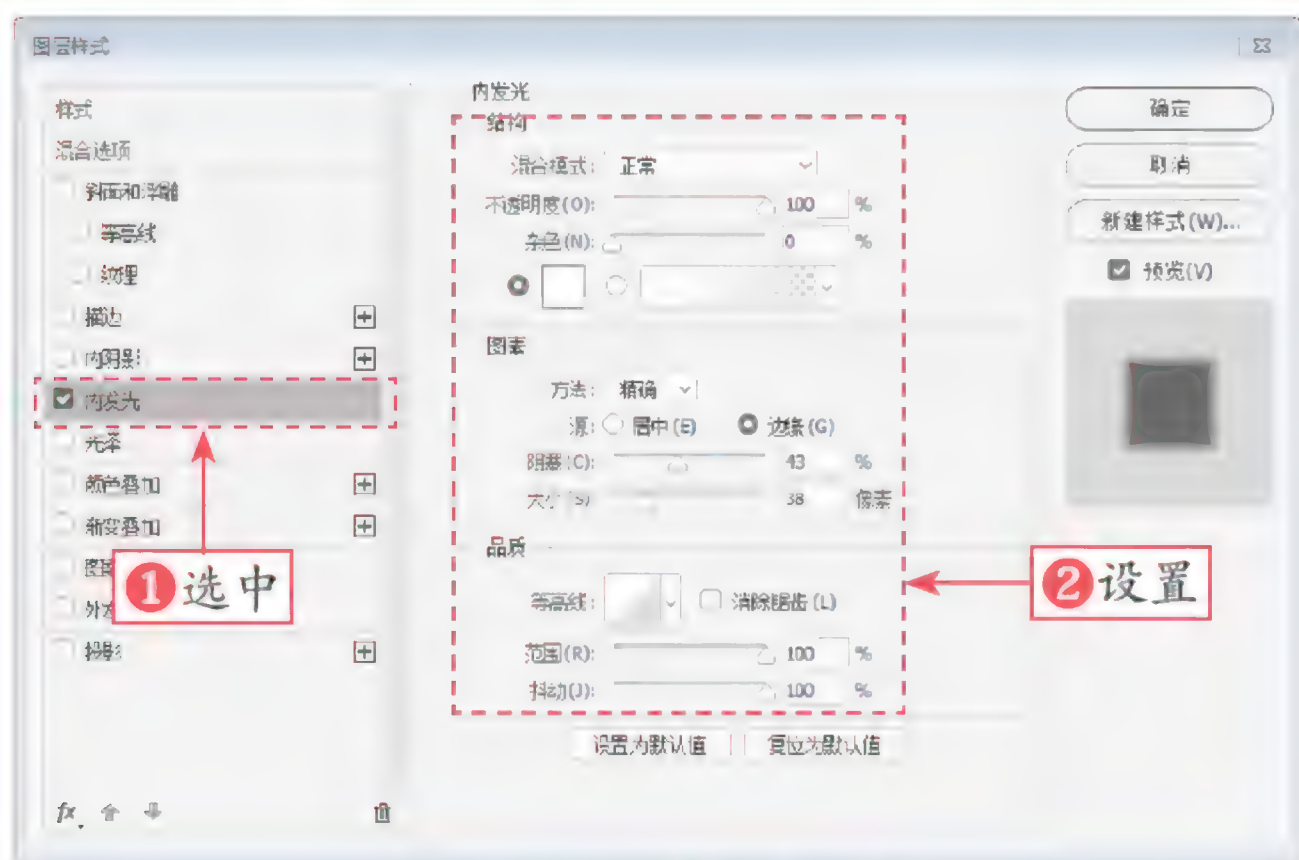 图层样式
样式
混合选项
斜面和浮雕
等高线
纹理
描边
内阴影
内发光
光泽
颜色叠加
渐变叠加
图
外发
投影
fx
①选中
内发光
结构
混合模式: 正常
不透明度(O): 100 %
杂色(N): 0 %
图素
方法: 精确
源: 居中(E) 边缘(G)
阻塞(C): 43 %
大小(S) 38 像素
品质
等高线: 消除锯齿(L)
范围(R): 100 %
抖动(J): 100 %
设置为默认值 复位为默认值
确定
取消
新建样式(W)...
预览(V)
②设置